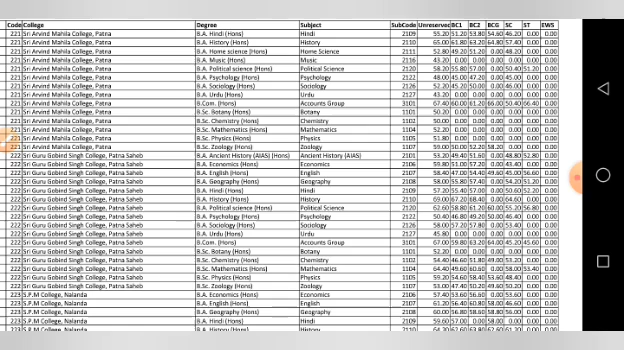 Code College Degree Subject SubCode Unreserved BC1 BC2 BCG SC ST EWS
221 Sri Arvind Mahila College, Patra B.A. Hindi (Hons) Hindi 2109 55.20 51.20 53.80 54.60 46.20 0.00 0.00
221 Sri Arvind Mahila College, Patra B.A. History (Hons) History 2110 65.00 61.80 63.20 64.80 57.40 0.00 0.00
221 Sri Arvind Mahila College, Patra B.A. Home science (Hons) Home Science 2111 52.80 49.20 51.20 0.00 48.20 0.00 0.00
221 Sri Arvind Mahila College, Patra B.A. Music (Hons) Music 2116 43.20 0.00 0.00 0.00 0.00 0.00 0.00
221 Sri Arvind Mahila College, Patra B.A. Political science (Hons) Political Science 2120 58.20 55.80 57.00 0.00 50.40 51.20 0.00
221 Sri Arvind Mahila College, Patra B.A. Psychology (Hons) Psychology 2122 48.00 45.00 47.20 0.00 45.00 0.00 0.00
221 Sri Arvind Mahila College, Patra B.A. Sociology (Hons) Sociology 2126 52.20 45.20 50.00 0.00 46.00 0.00 0.00
221 Sri Arvind Mahila College, Patra B.A. Urdu (Hons) Urdu 2127 43.20 0.00 0.00 0.00 0.00 0.00 0.00
221 Sri Arvind Mahila College, Patra B.Com. (Hons) Accounts Group 3101 67.40 60.00 61.20 66.00 50.40 66.40 0.00
221 Sri Arvind Mahila College, Patra B.Sc. Botany (Hons) Botany 1101 50.20 0.00 0.00 0.00 0.00 0.00 0.00
221 Sri Arvind Mahila College, Patra B.Sc. Chemistry (Hons) Chemistry 1102 50.00 0.00 0.00 0.00 0.00 0.00 0.00
221 Sri Arvind Mahila College, Patra B.Sc. Mathematics (Hons) Mathematics 1104 52.20 0.00 0.00 0.00 0.00 0.00 0.00
221 Sri Arvind Mahila College, Patra B.Sc. Physics (Hons) Physics 1105 51.80 0.00 0.00 0.00 0.00 0.00 0.00
221 Sri Arvind Mahila College, Patra B.Sc. Zoology (Hons) Zoology 1107 59.00 50.00 52.20 58.20 0.00 0.00 0.00
222 Sri Guru Gobind Singh College, Patna Saheb B.A. Ancient History (AIAS) (Hons) Ancient History (AIAS) 2101 53.20 49.40 51.60 0.00 48.80 52.80 0.00
222 Sri Guru Gobind Singh College, Patna Saheb B.A. Economics (Hons) Economics 2106 59.80 51.00 57.20 0.00 43.40 0.00 0.00
222 Sri Guru Gobind Singh College, Patna Saheb B.A. English (Hons) English 2107 58.40 47.00 54.40 49.60 45.00 56.60 0.00
222 Sri Guru Gobind Singh College, Patna Saheb B.A. Geography (Hons) Geography 2108 58.00 55.80 57.40 0.00 54.20 51.20 0.00
222 Sri Guru Gobind Singh College, Patna Saheb B.A. Hindi (Hons) Hindi 2109 57.20 55.40 57.00 0.00 50.60 52.20 0.00
222 Sri Guru Gobind Singh College, Patna Saheb B.A. History (Hons) History 2110 69.00 67.20 68.40 0.00 64.60 0.00 0.00
222 Sri Guru Gobind Singh College, Patna Saheb B.A. Political science (Hons) Political Science 2120 62.60 58.80 61.20 60.00 55.20 56.80 0.00
222 Sri Guru Gobind Singh College, Patna Saheb B.A. Psychology (Hons) Psychology 2122 50.40 46.80 49.20 50.00 46.40 0.00 0.00
222 Sri Guru Gobind Singh College, Patna Saheb B.A. Sociology (Hons) Sociology 2126 58.00 57.20 57.80 0.00 53.40 0.00 0.00
222 Sri Guru Gobind Singh College, Patna Saheb B.A. Urdu (Hons) Urdu 2127 45.80 0.00 0.00 0.00 0.00 0.00 0.00
222 Sri Guru Gobind Singh College, Patna Saheb B.Com. (Hons) Accounts Group 3101 67.00 59.80 63.20 64.00 45.20 45.60 0.00
222 Sri Guru Gobind Singh College, Patna Saheb B.Sc. Botany (Hons) Botany 1101 52.20 0.00 0.00 0.00 0.00 0.00 0.00
222 Sri Guru Gobind Singh College, Patna Saheb B.Sc. Chemistry (Hons) Chemistry 1102 54.40 46.60 51.80 49.00 53.20 0.00 0.00
222 Sri Guru Gobind Singh College, Patna Saheb B.Sc. Mathematics (Hons) Mathematics 1104 64.40 49.60 60.60 0.00 58.00 53.40 0.00
222 Sri Guru Gobind Singh College, Patna Saheb B.Sc. Physics (Hons) Physics 1105 59.20 54.60 58.40 53.60 48.40 0.00 0.00
222 Sri Guru Gobind Singh College, Patna Saheb B.Sc. Zoology (Hons) Zoology 1107 53.00 47.40 50.20 49.60 50.20 0.00 0.00
223 S.P.M College, Nalanda B.A. Economics (Hons) Economics 2106 57.40 53.60 56.60 0.00 53.60 0.00 0.00
223 S.P.M College, Nalanda B.A. English (Hons) English 2107 61.20 56.40 60.80 58.80 46.00 0.00 0.00
223 S.P.M College, Nalanda B.A. Geography (Hons) Geography 2108 60.00 56.80 58.60 58.80 56.00 0.00 0.00
223 S.P.M College, Nalanda B.A. Hindi (Hons) Hindi 2109 59.60 57.00 0.00 58.00 0.00 0.00 0.00
223 S.P.M College, Nalanda B.A. History (Hons) History 2110 64.20 62.60 63.80 62.60 61.20 0.00 0.00